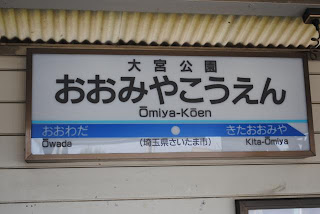 大宮公園
おおみやこうえん
Ōmiya-Kōen
おおわだ (埼玉県さいたま市) きたおおみや
Owada Kita-Ōmiya